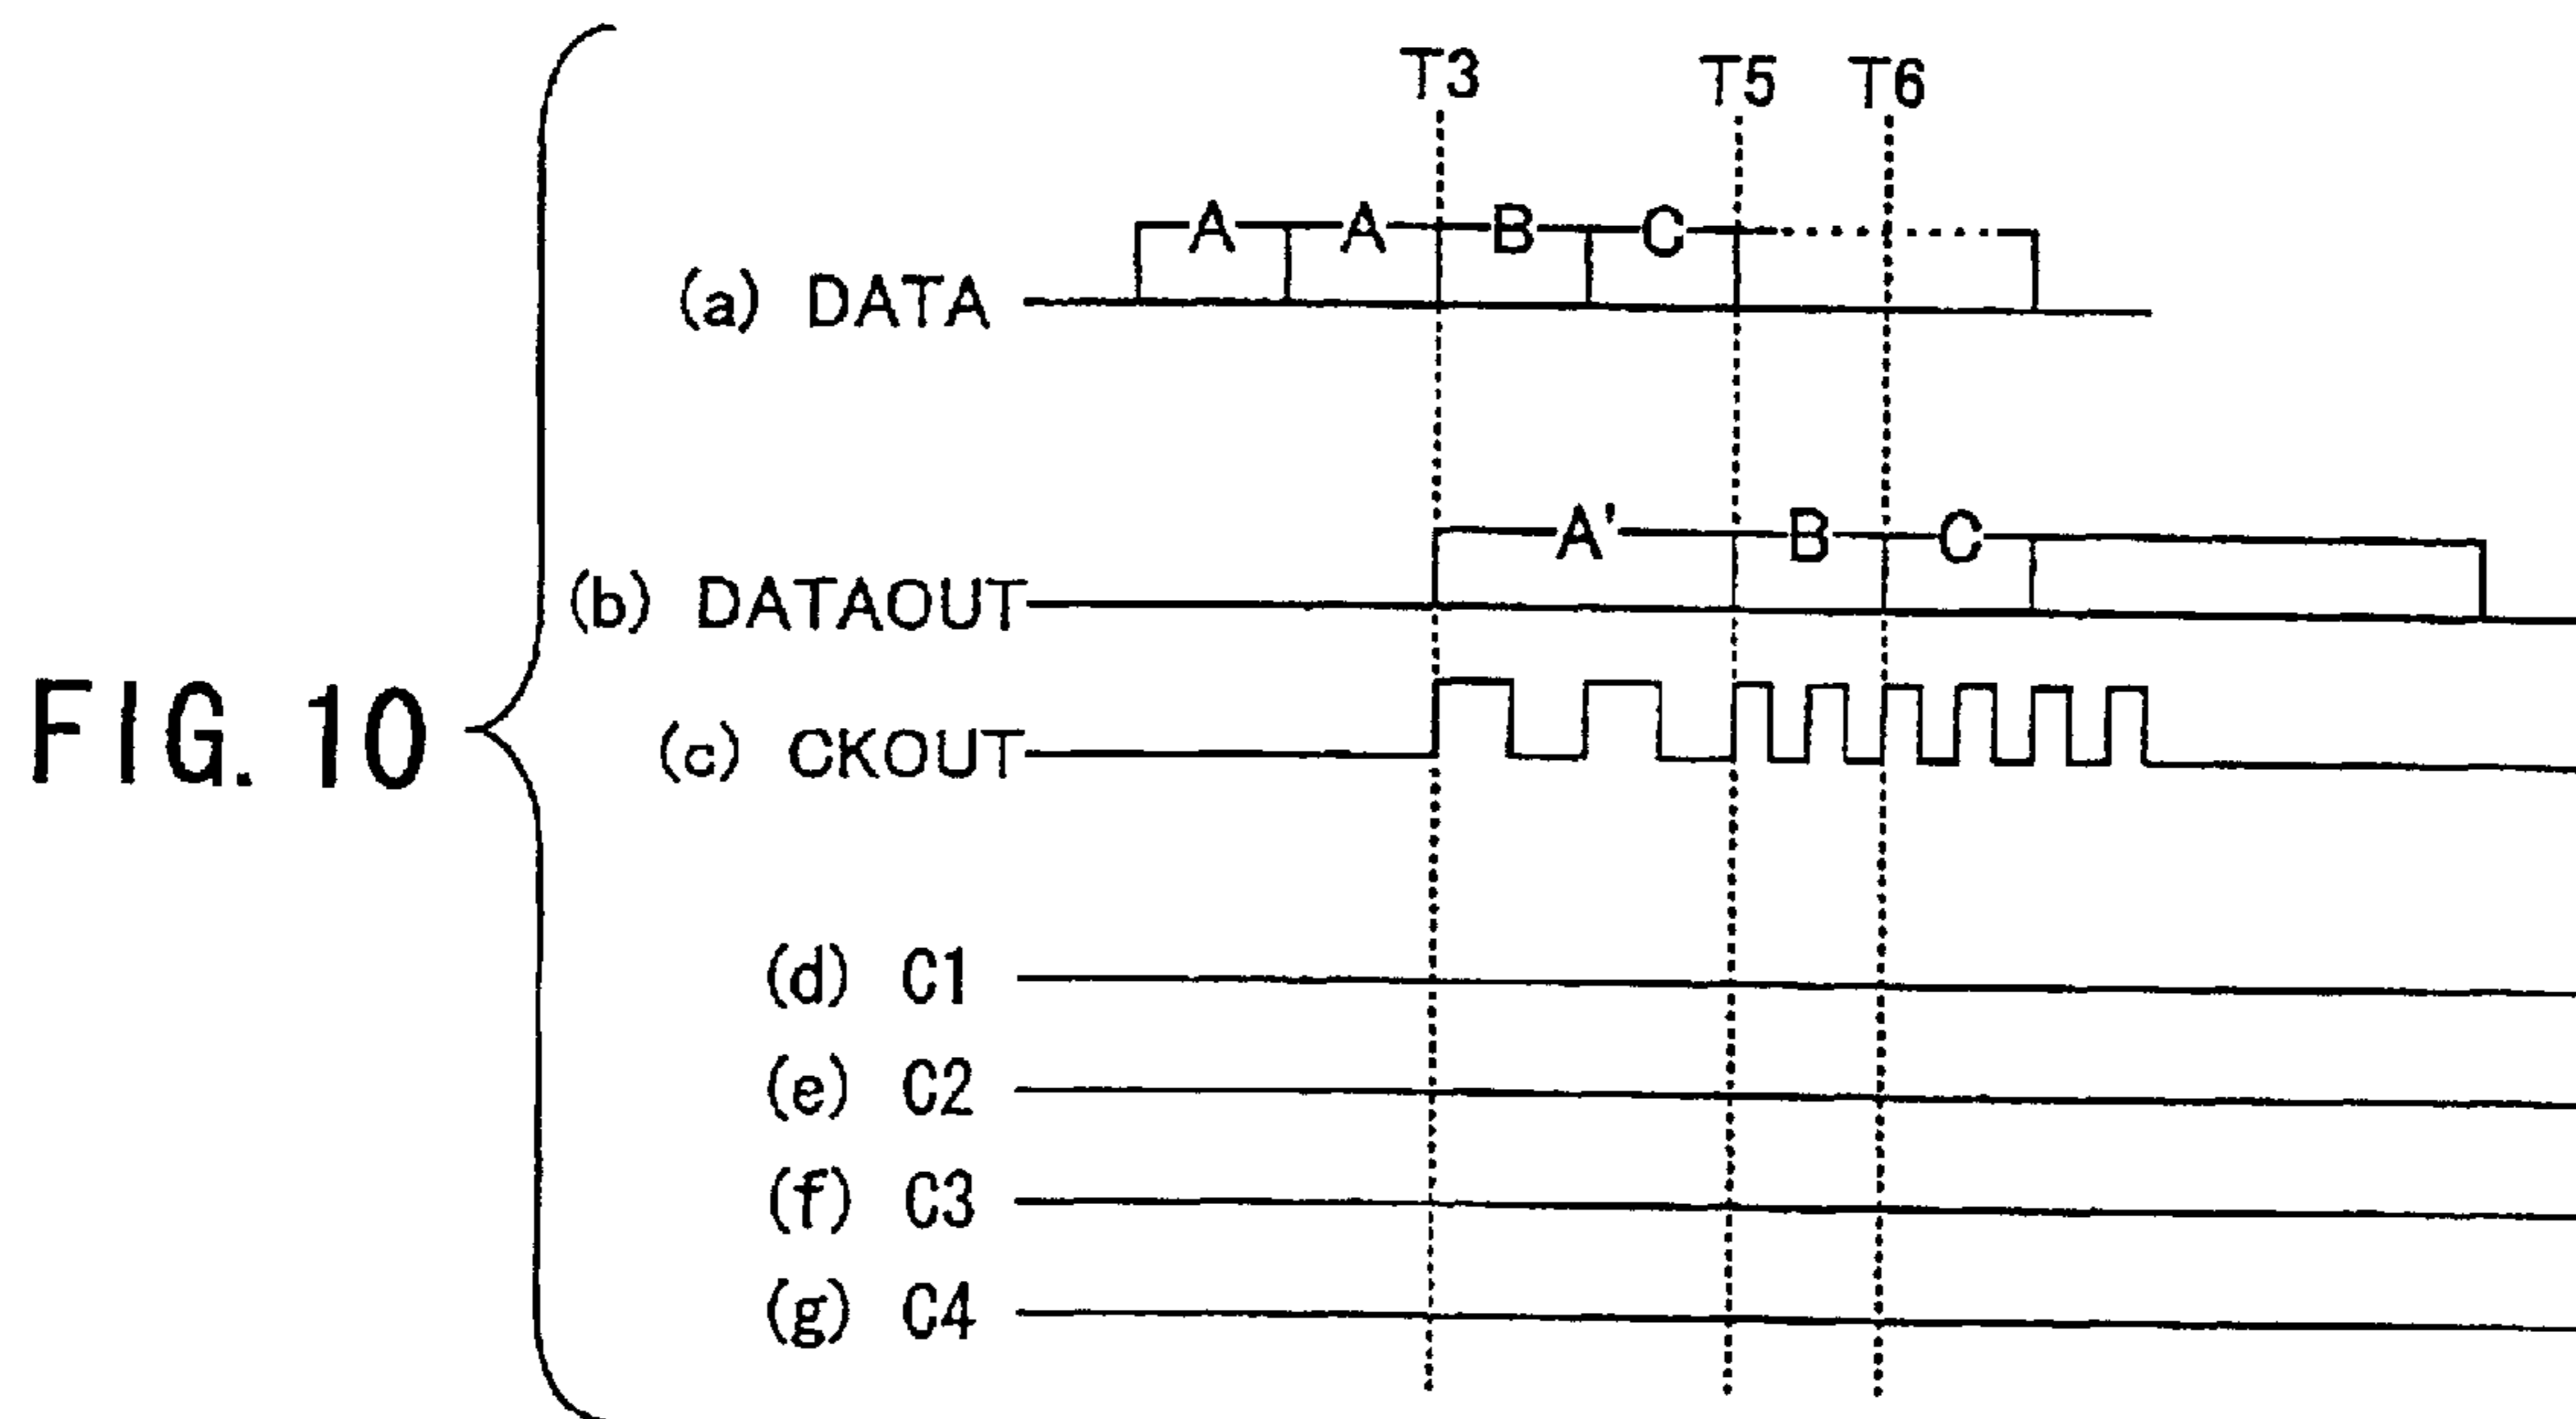 T3 T5 T6
A A B C
(a) DATA
A' B C
(b) DATAOUT
FIG. 10
(c) CKOUT
(d) C1
(e) C2
(f) C3
(g) C4